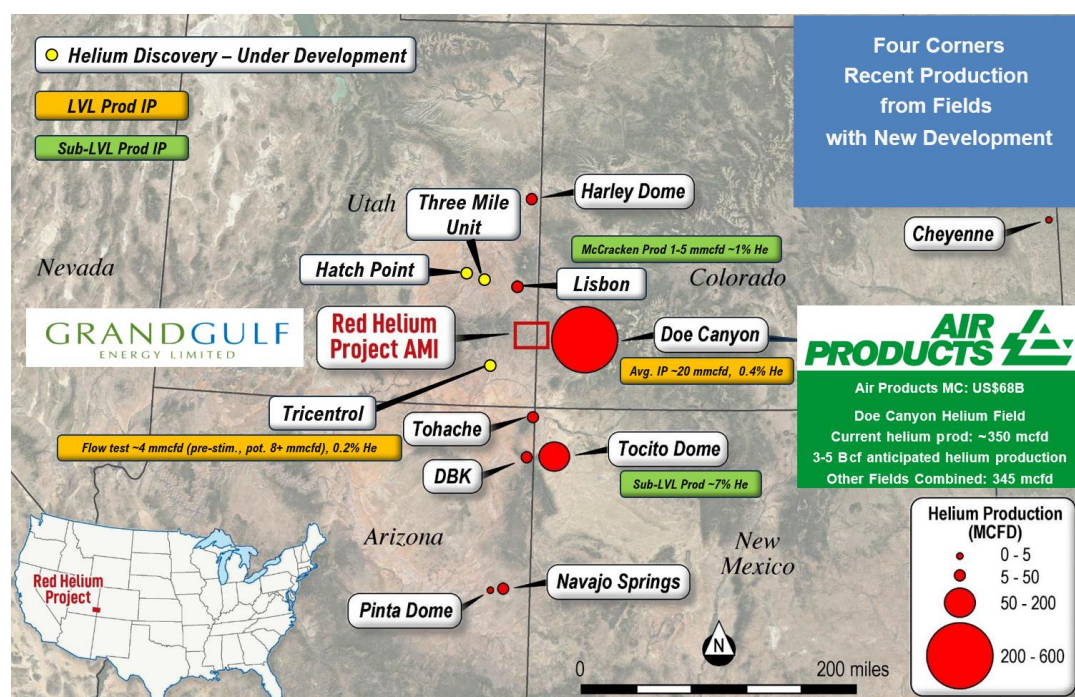 Helium Discovery – Under Development
LVL Prod IP
Sub-LVL Prod IP
Four Corners
Recent Production
from Fields
with New Development
Utah
Three Mile
Unit
Harley Dome
Cheyenne
McCracken Prod 1-5 mmcfd ~1% He
Nevada
Hatch Point
Lisbon
Colorado
GRANDGULF
ENERGY LIMITED
Red Helium
Project AMI
Doe Canyon
Avg. IP ~20 mmcfd, 0.4% He
AIR
PRODUCTS
Air Products MC: US$68B
Doe Canyon Helium Field
Current helium prod: ~350 mcfd
3-5 Bcf anticipated helium production
Other Fields Combined: 345 mcfd
Tricentrol
Flow test ~4 mmcfd (pre-stim., pot. 8+ mmcfd), 0.2% He
Tohache
DBK
Tocito Dome
Sub-LVL Prod ~7% He
Arizona
New
Mexico
Pinta Dome
Navajo Springs
Red Helium
Project
N
0
200 miles
Helium Production
(MCFD)
0 - 5
5 - 50
50 - 200
200 - 600